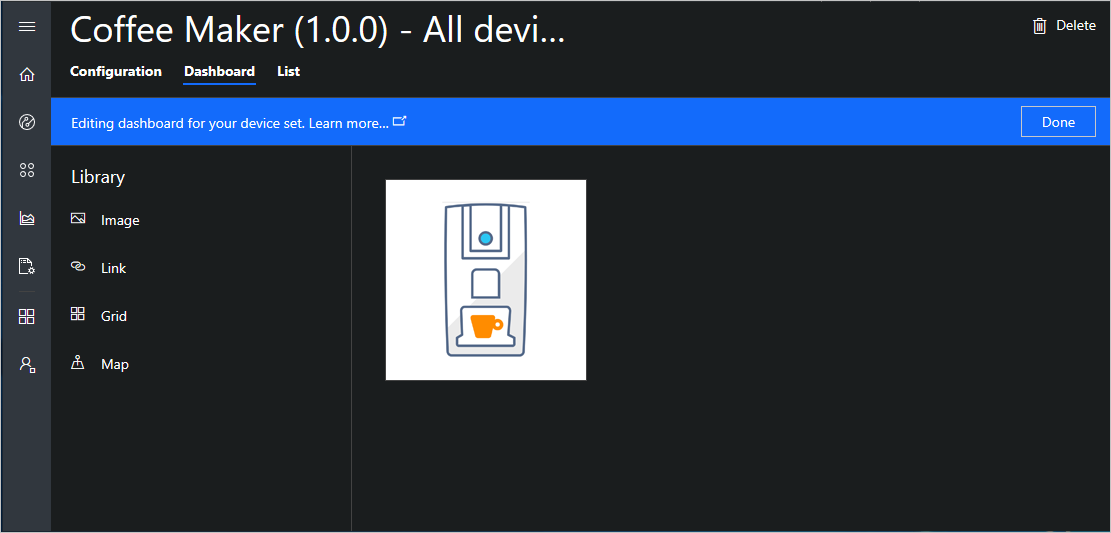 Coffee Maker (1.0.0) - All devi...
Delete
Configuration Dashboard List
Editing dashboard for your device set. Learn more...
Done
Library
Image
Link
Grid
Map